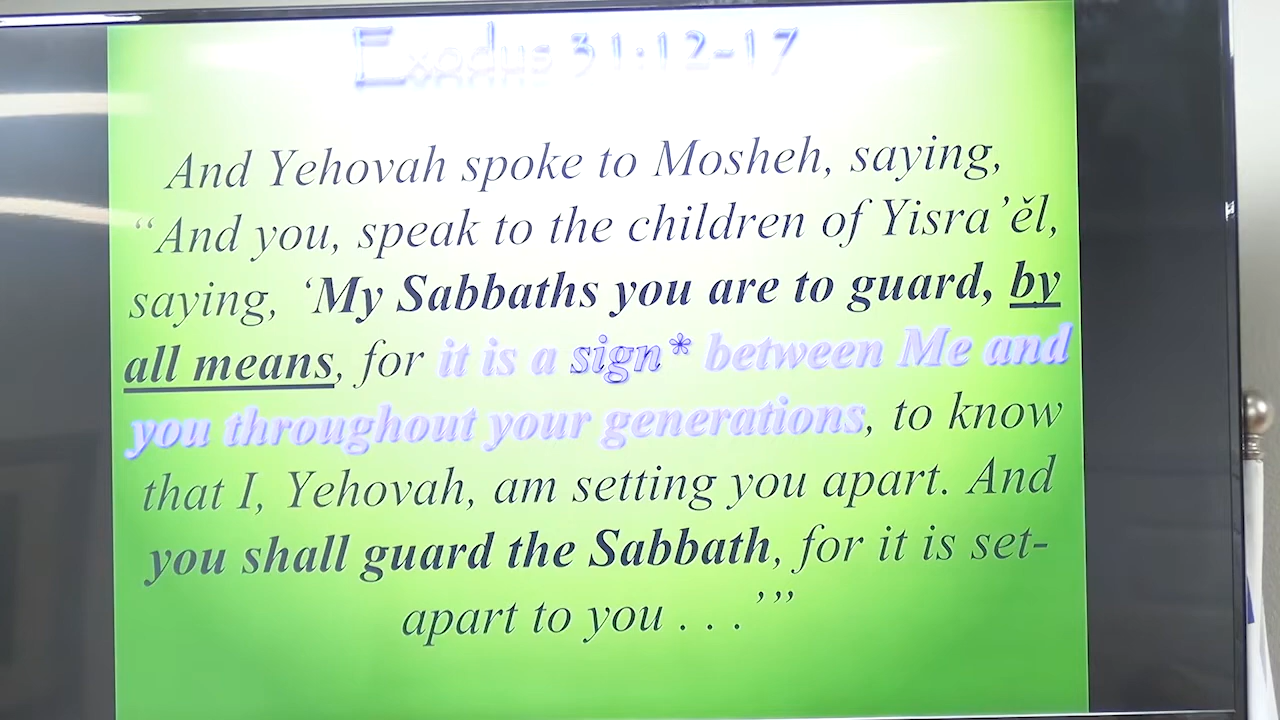 Exodus 31:12-17
And Yehovah spoke to Mosheh, saying,
“And you, speak to the children of Yisra’ěl,
saying, ‘My Sabbaths you are to guard, by
all means, for it is a sign* between Me and
you throughout your generations, to know
that I, Yehovah, am setting you apart. And
you shall guard the Sabbath, for it is set-
apart to you . . .’”